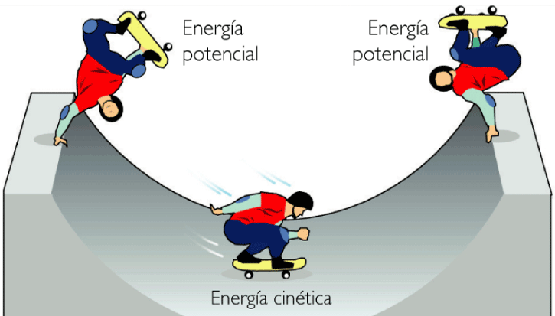 Energía
potencial
Energía
potencial
Energía cinética